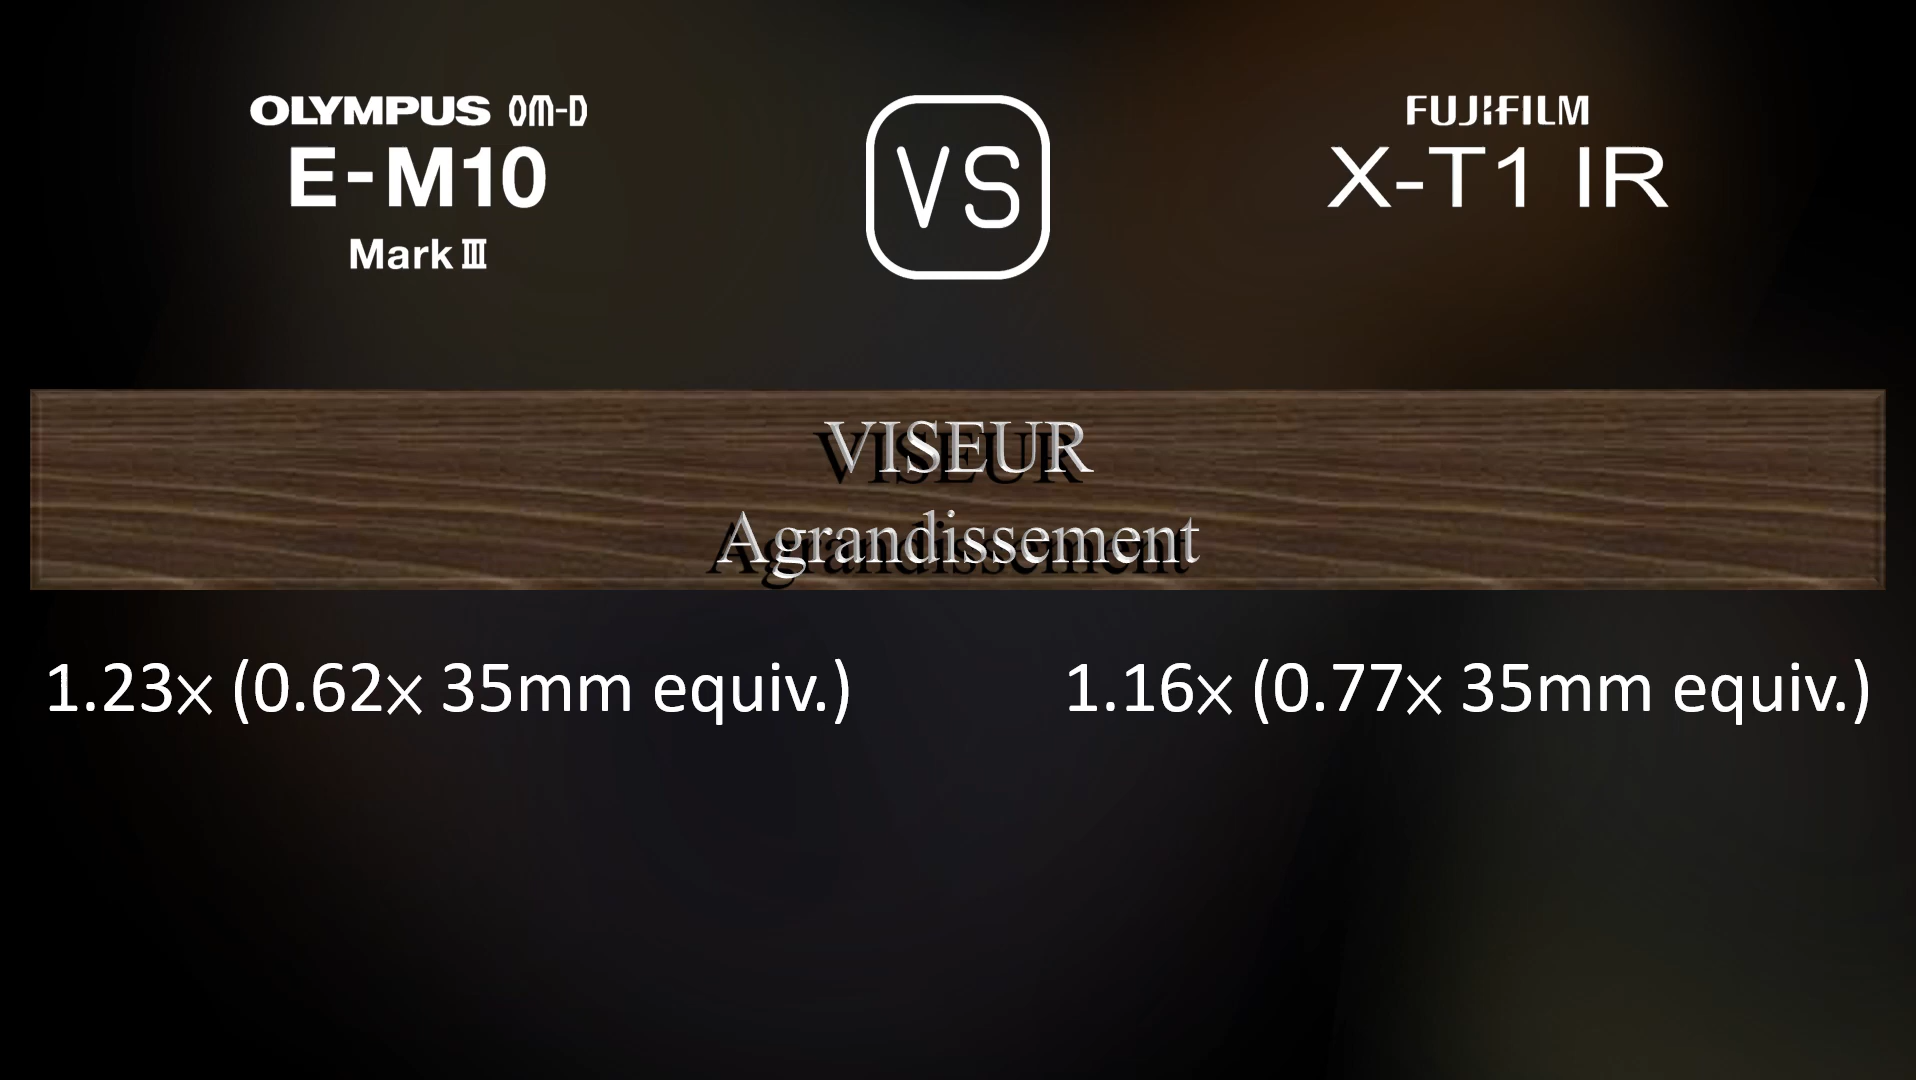 OLYMPUS OM-D
E-M10
Mark III
VS
FUJIFILM
X-T1 IR
VISEUR
Agrandissement
1.23x (0.62x 35mm equiv.)
1.16x (0.77x 35mm equiv.)